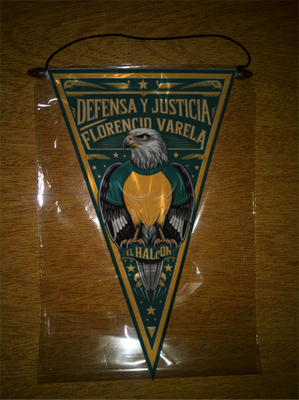 DEFENSA Y JUSTICIA
FLORENCIO VARELA
EL HALCÓN